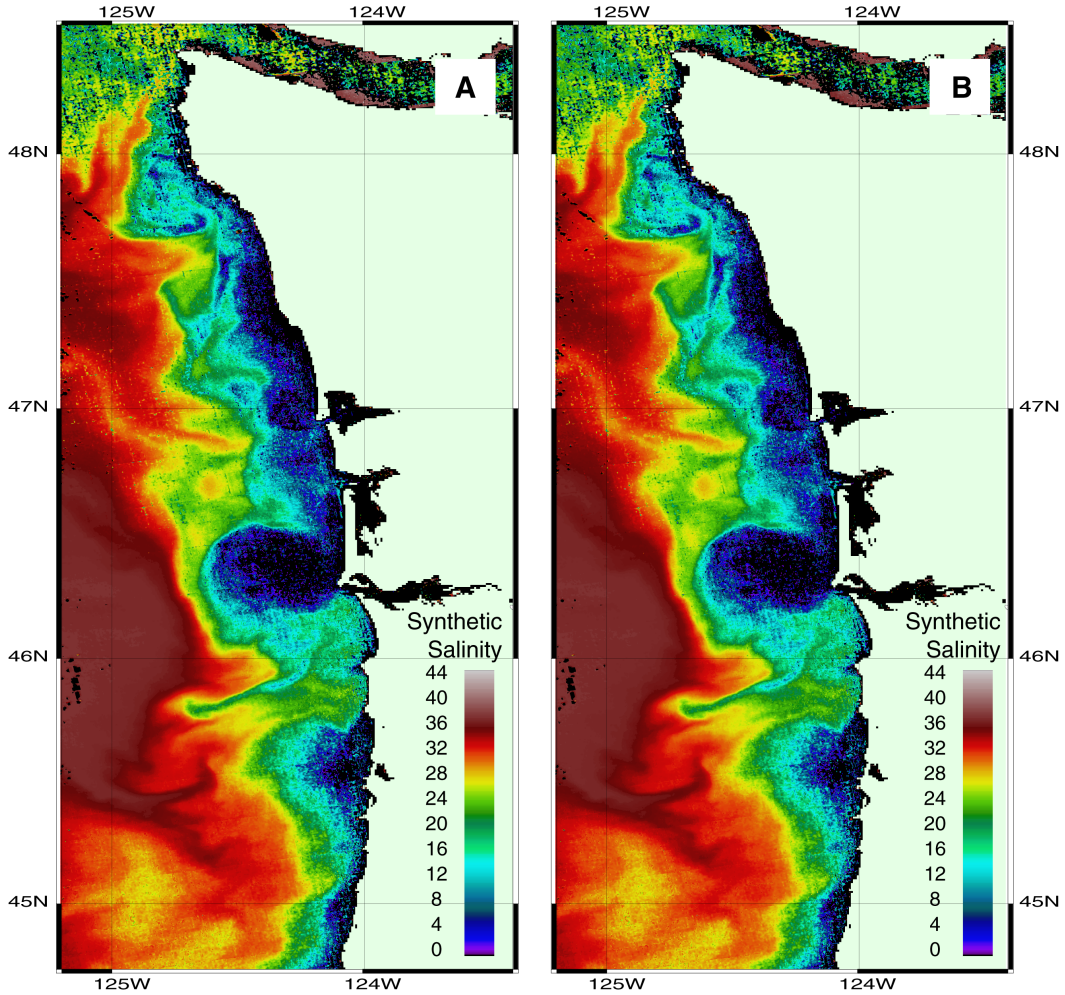 125W 124W 125W 124W
A B
48N 48N
47N 47N
Synthetic Salinity Synthetic Salinity
46N 46N
44 44
40 40
36 36
32 32
28 28
24 24
20 20
16 16
12 12
8 8
45N 45N
4 4
0 0
125W 124W 125W 124W